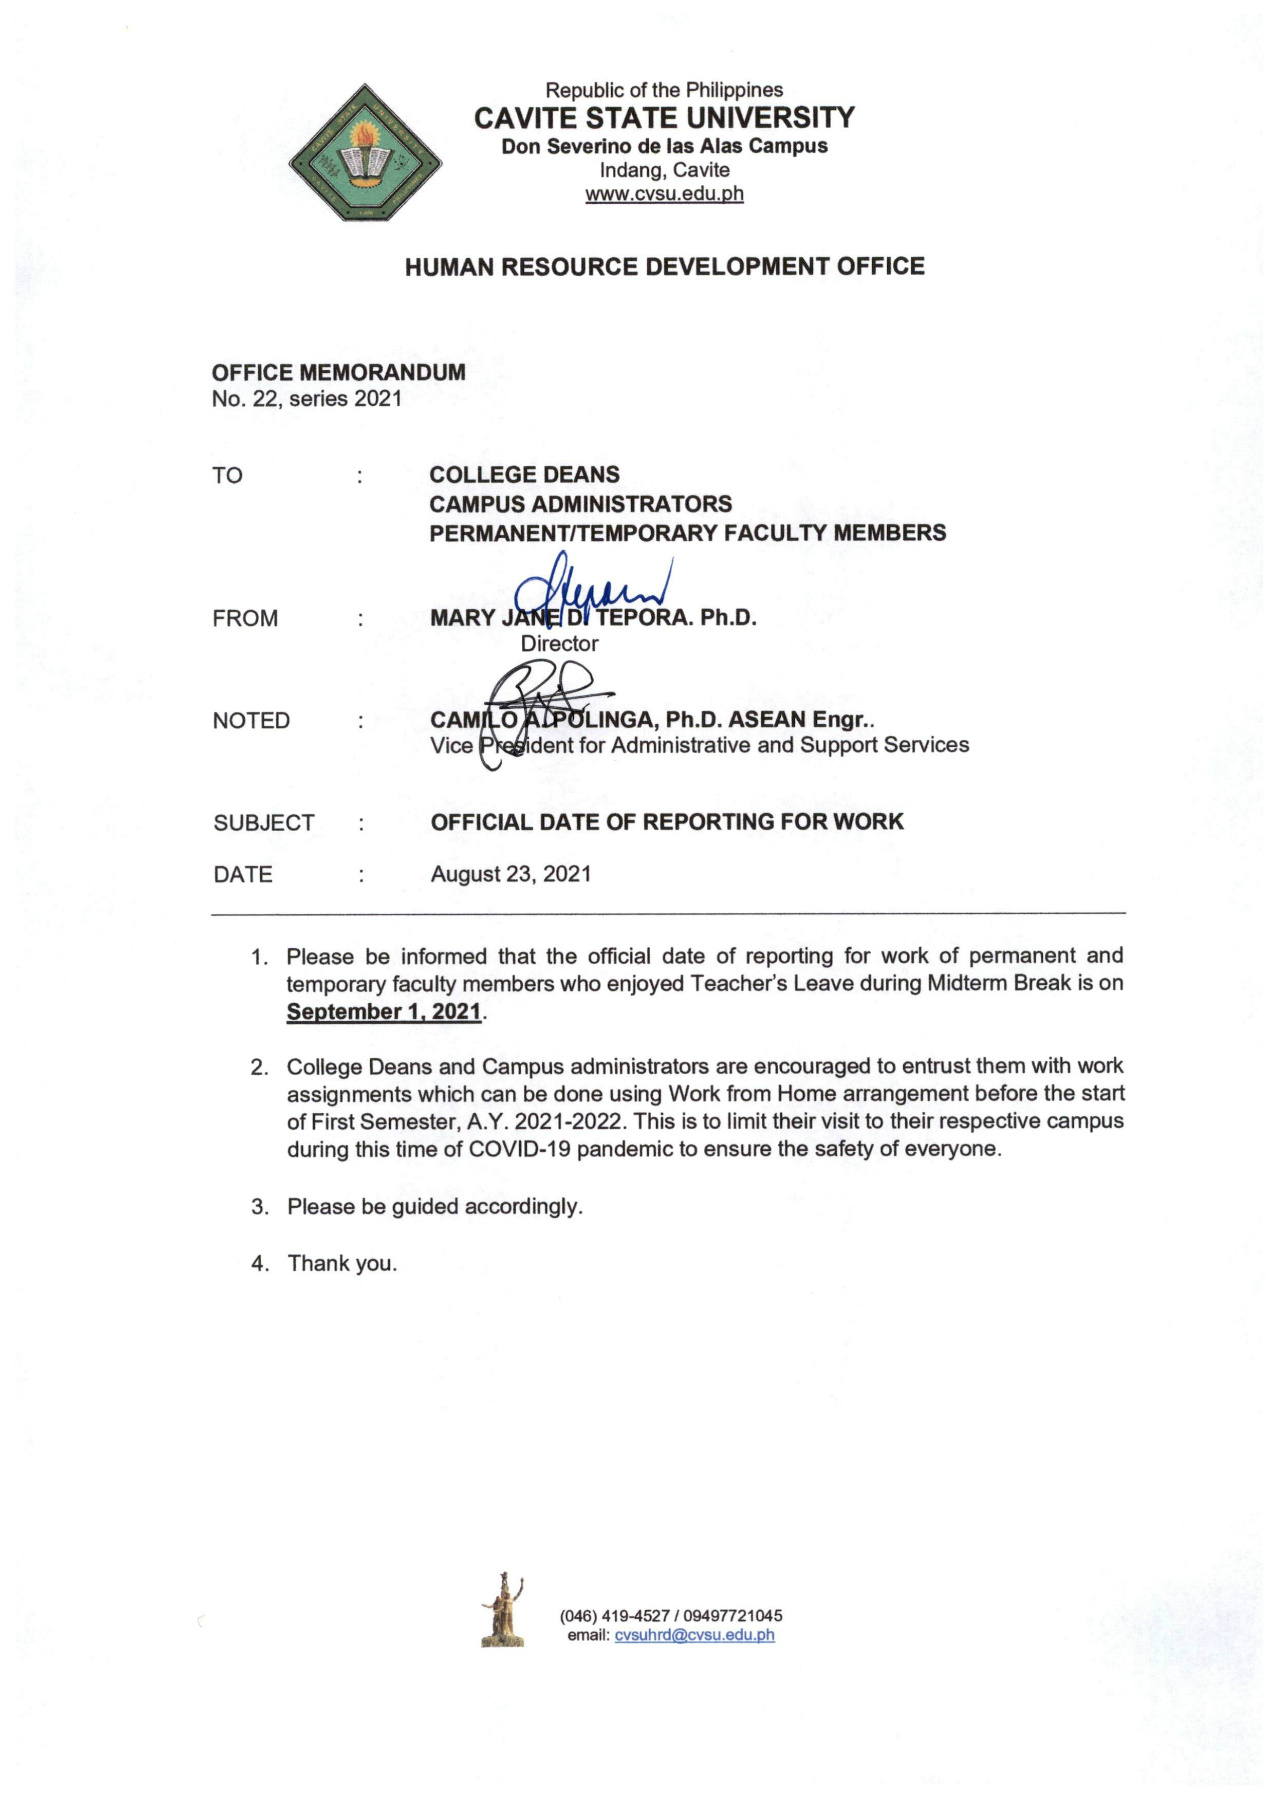 Republic of the Philippines
CAVITE STATE UNIVERSITY
Don Severino de las Alas Campus
Indang, Cavite
www.cvsu.edu.ph
CAVITE STATE UNIVERSITY
CAVITE PHILIPPINES
HUMAN RESOURCE DEVELOPMENT OFFICE
OFFICE MEMORANDUM
No. 22, series 2021
TO : COLLEGE DEANS
CAMPUS ADMINISTRATORS
PERMANENT/TEMPORARY FACULTY MEMBERS
FROM : MARY JANE D. TEPORA. Ph.D.
Director
NOTED : CAMILO A. POLINGA, Ph.D. ASEAN Engr..
Vice President for Administrative and Support Services
SUBJECT : OFFICIAL DATE OF REPORTING FOR WORK
DATE : August 23, 2021
1. Please be informed that the official date of reporting for work of permanent and
temporary faculty members who enjoyed Teacher's Leave during Midterm Break is on
September 1, 2021.
2. College Deans and Campus administrators are encouraged to entrust them with work
assignments which can be done using Work from Home arrangement before the start
of First Semester, A.Y. 2021-2022. This is to limit their visit to their respective campus
during this time of COVID-19 pandemic to ensure the safety of everyone.
3. Please be guided accordingly.
4. Thank you.
(046) 419-4527 / 09497721045
email: cvsuhrd@cvsu.edu.ph